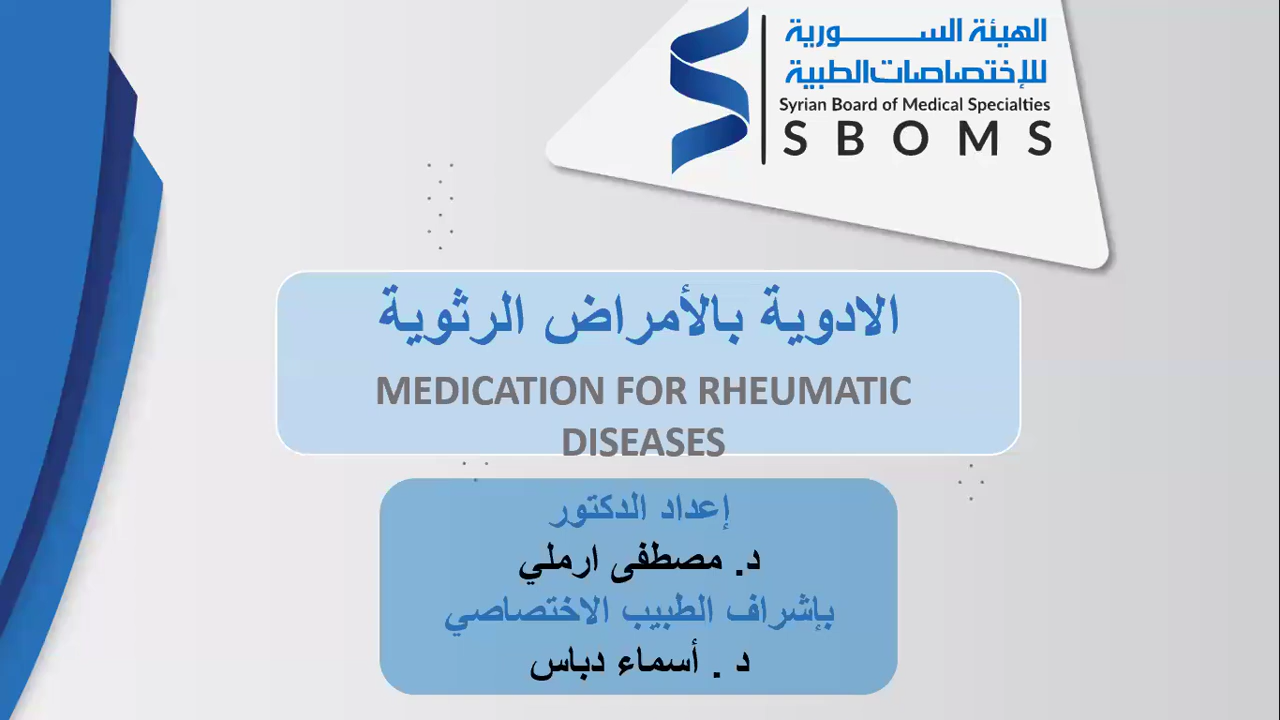 الهيئة الســـورية
للإختصاصات الطبية
Syrian Board of Medical Specialties
SBOMS
الادوية بالأمراض الرثوية
MEDICATION FOR RHEUMATIC
DISEASES
إعداد الدكتور
د. مصطفى ارملي
بإشراف الطبيب الاختصاصي
د . أسماء دباس